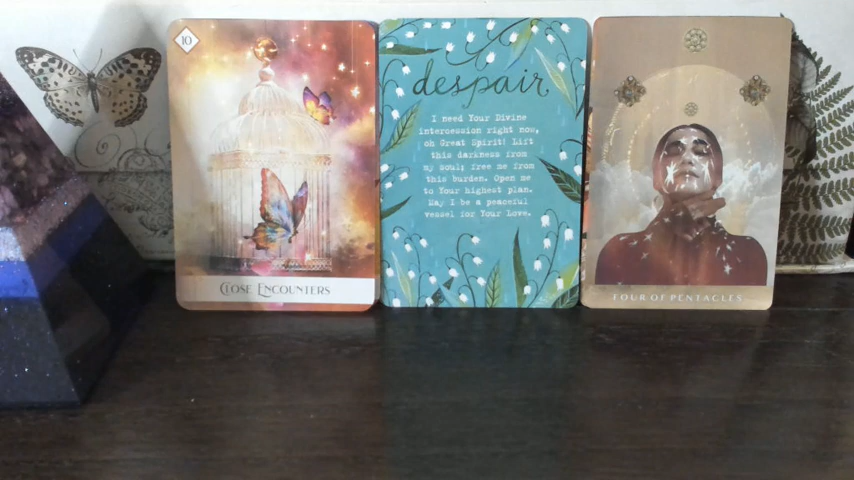 10
CLOSE ENCOUNTERS
despair
I need Your Divine
intercession right now,
oh Great Spirit! Lift
this darkness from
my soul; free me from
this burden. Open me
to Your highest plan.
May I be a peaceful
vessel for Your Love.
FOUR OF PENTACLES